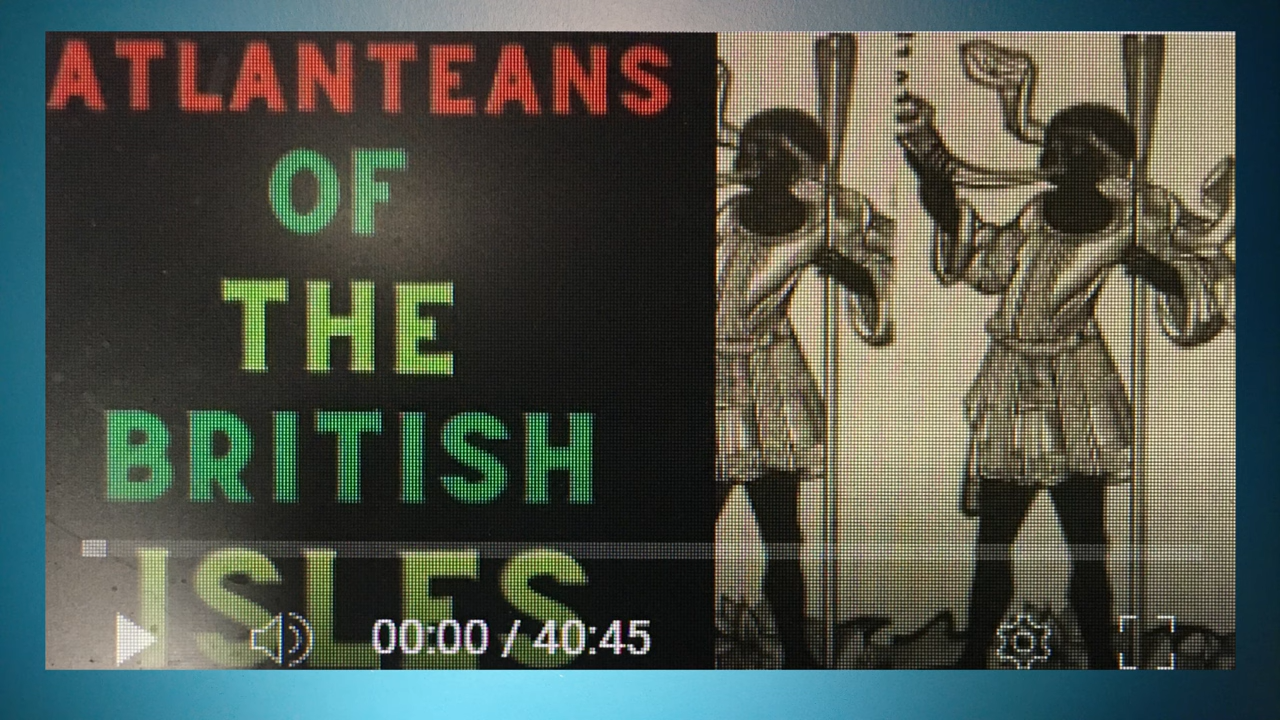 ATLANTEANS
OF
THE
BRITISH
ISLES
00:00 / 40:45